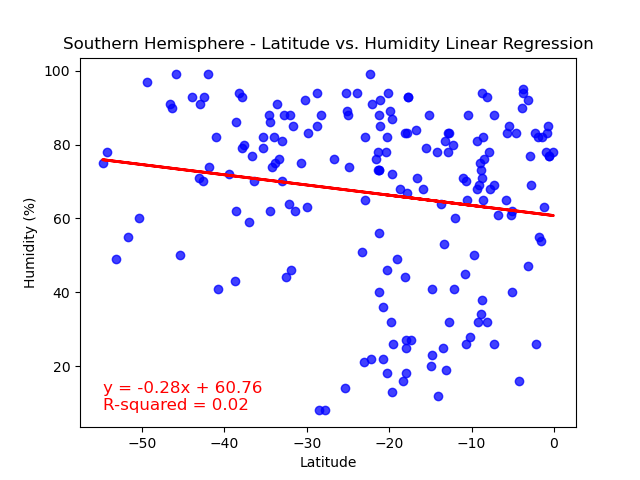 Southern Hemisphere - Latitude vs. Humidity Linear Regression
100
80
60
40
20
Humidity (%)
y = -0.28x + 60.76
R-squared = 0.02
−50 −40 −30 −20 −10 0
Latitude